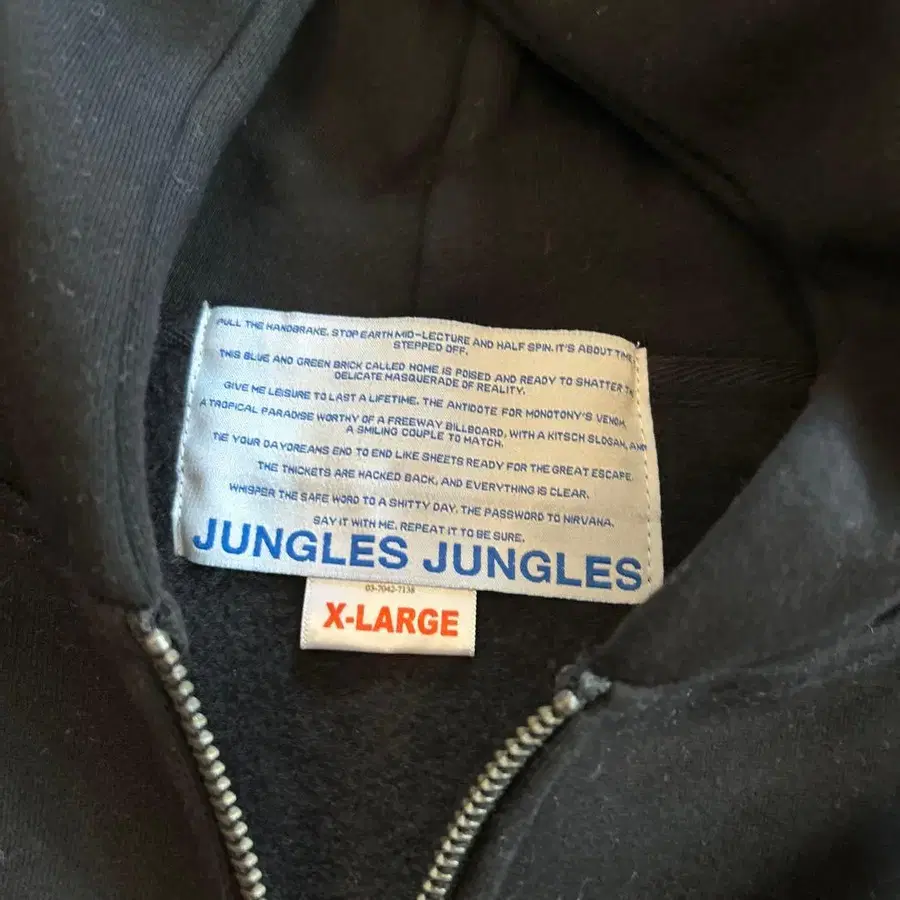 PULL THE HANDBRAKE. STOP EARTH MID-LECTURE AND HALF SPIN. IT'S ABOUT TIME
STEPPED OFF.
THIS BLUE AND GREEN BRICK CALLED HOME IS POISED AND READY TO SHATTER
DELICATE MASQUERADE OF REALITY.
GIVE ME LEISURE TO LAST A LIFETIME. THE ANTIDOTE FOR MONOTONY'S VENOM.
A TROPICAL PARADISE WORTHY OF A FREEWAY BILLBOARD, WITH A KITSCH SLOGAN, AND
A SMILING COUPLE TO MATCH.
TIE YOUR DAYDREAMS END TO END LIKE SHEETS READY FOR THE GREAT ESCAPE.
THE THICKETS ARE HACKED BACK, AND EVERYTHING IS CLEAR.
WHISPER THE SAFE WORD TO A SHITTY DAY. THE PASSWORD TO NIRVANA.
SAY IT WITH ME. REPEAT IT TO BE SURE.
JUNGLES JUNGLES
03-7042-7138
X-LARGE